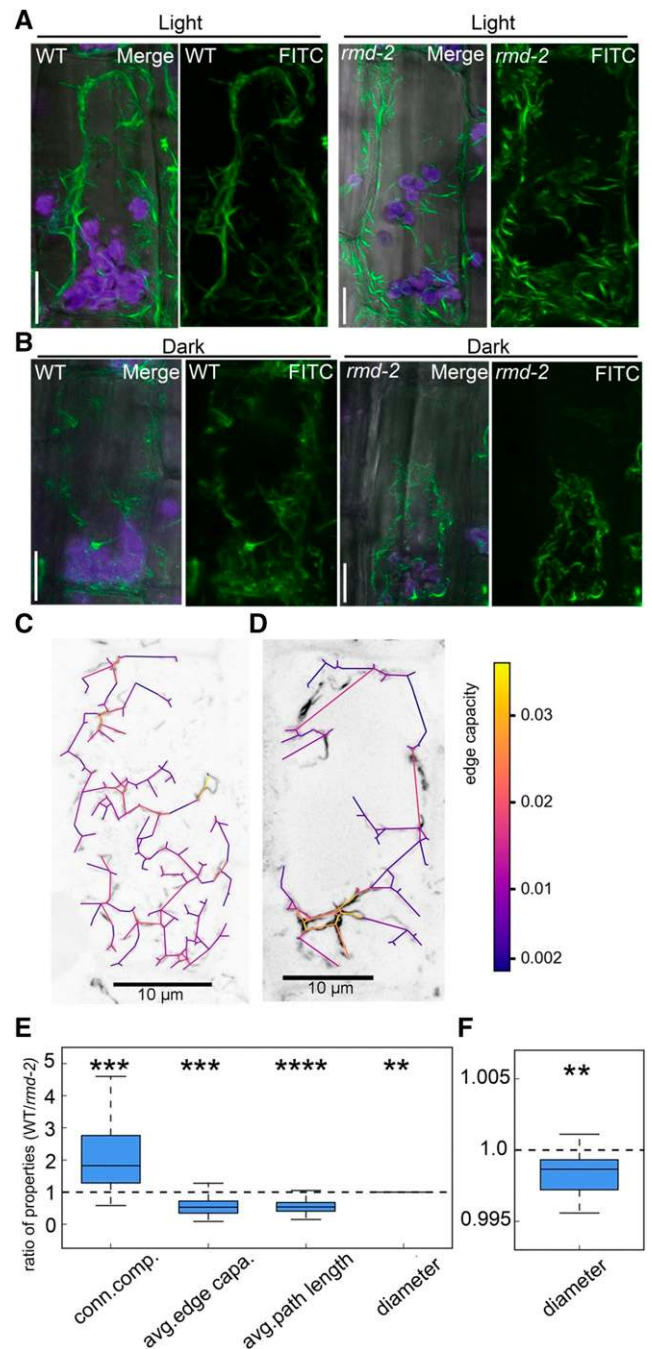 A
Light
Light
WT Merge
WT FITC
rmd-2 Merge
rmd-2 FITC
B
Dark
Dark
WT Merge
WT FITC
rmd-2 Merge
rmd-2 FITC
C
D
10 µm
10 µm
edge capacity
0.03
0.02
0.01
0.002
E
ratio of properties (WT/rmd-2)
5
4
3
2
1
0
***
***
****
**
conn.comp.
avg.edge capa.
avg.path length
diameter
F
1.005
1.0
0.995
**
diameter